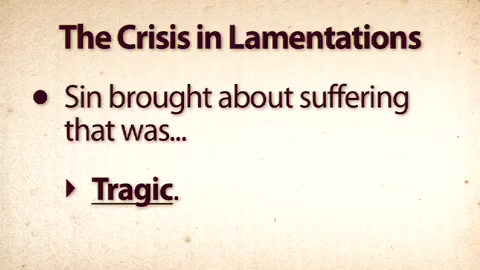 The Crisis in Lamentations
● Sin brought about suffering
that was...
▸ Tragic.